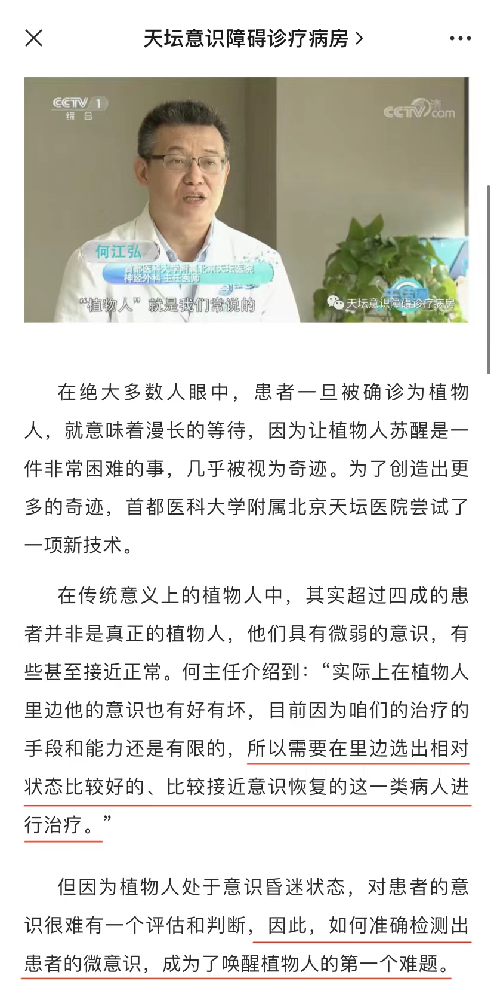 天坛意识障碍诊疗病房
CCTV 1
综合
CCTV com
何江弘
首都医科大学附属北京天坛医院
神经外科 主任医师
“植物人”就是我们常说的
天坛意识障碍诊疗病房
在绝大多数人眼中，患者一旦被确诊为植物
人，就意味着漫长的等待，因为让植物人苏醒是一
件非常困难的事，几乎被视为奇迹。为了创造出更
多的奇迹，首都医科大学附属北京天坛医院尝试了
一项新技术。
在传统意义上的植物人中，其实超过四成的患
者并非是真正的植物人，他们具有微弱的意识，有
些甚至接近正常。何主任介绍到：“实际上在植物人
里边他的意识也有好有坏，目前因为咱们的治疗的
手段和能力还是有限的，所以需要在里边选出相对
状态比较好的、比较接近意识恢复的这一类病人进
行治疗。”
但因为植物人处于意识昏迷状态，对患者的意
识很难有一个评估和判断，因此，如何准确检测出
患者的微意识，成为了唤醒植物人的第一个难题。